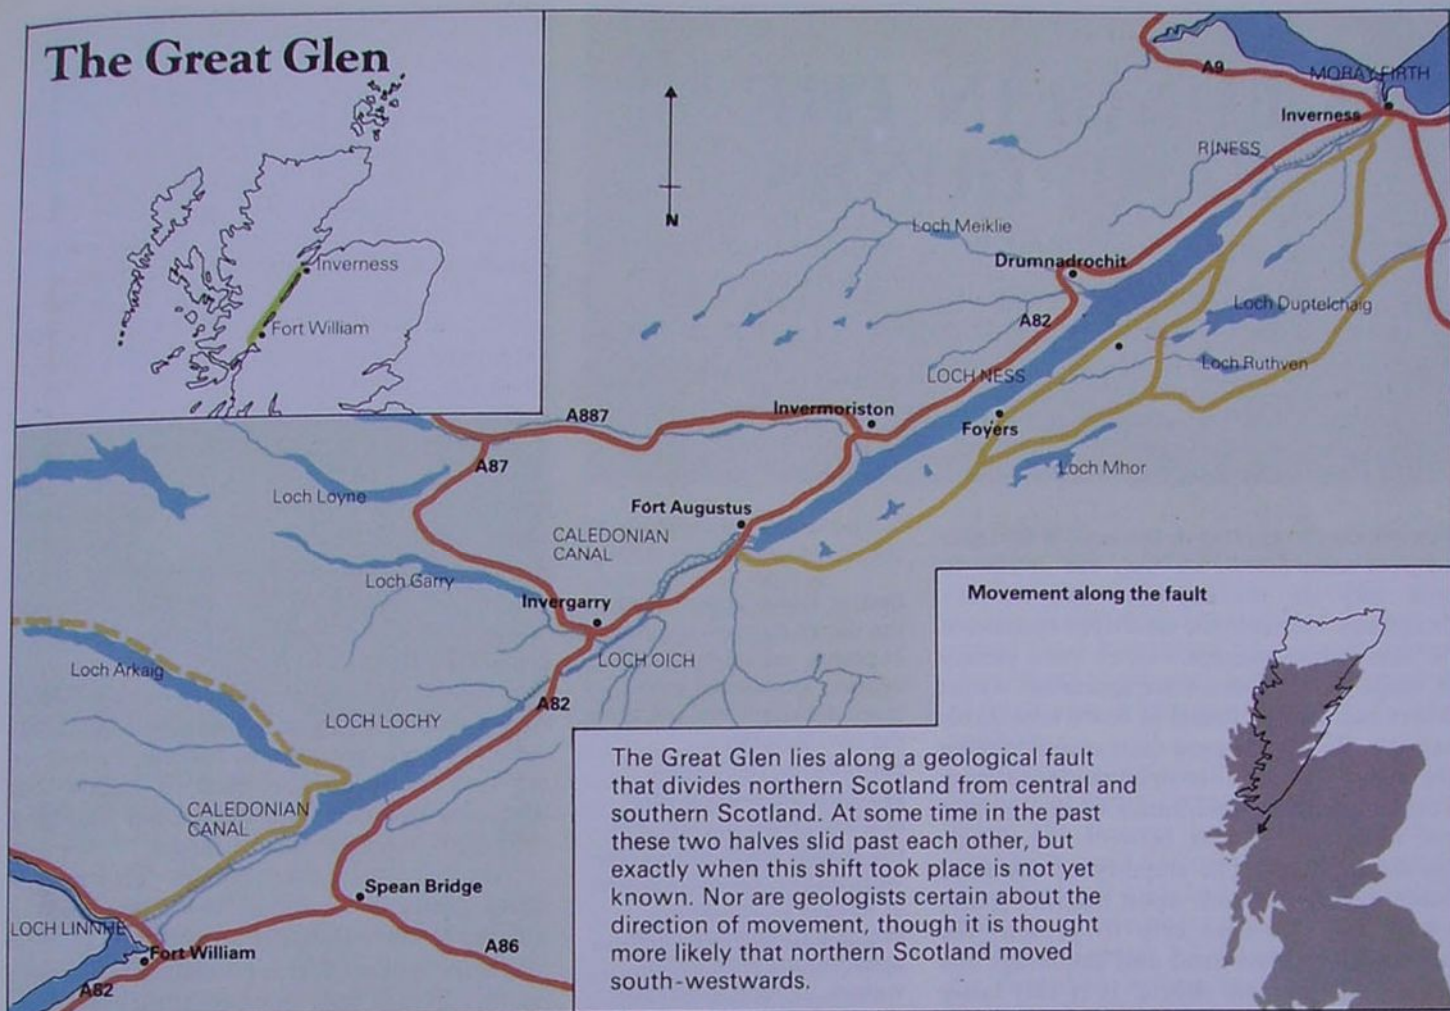 The Great Glen
Inverness
Fort William
N
A9
MORAY FIRTH
Inverness
RINESS
Loch Meiklie
Drumnadrochit
A82
Loch Duptelchaig
LOCH NESS
Loch Ruthven
A887
Invermoriston
Foyers
A87
Loch Mhor
Loch Loyne
Fort Augustus
CALEDONIAN
CANAL
Loch Garry
Invergarry
LOCH OICH
Loch Arkaig
A82
LOCH LOCHY
CALEDONIAN
CANAL
Spean Bridge
LOCH LINNHE
Fort William
A86
A82
Movement along the fault
The Great Glen lies along a geological fault
that divides northern Scotland from central and
southern Scotland. At some time in the past
these two halves slid past each other, but
exactly when this shift took place is not yet
known. Nor are geologists certain about the
direction of movement, though it is thought
more likely that northern Scotland moved
south-westwards.